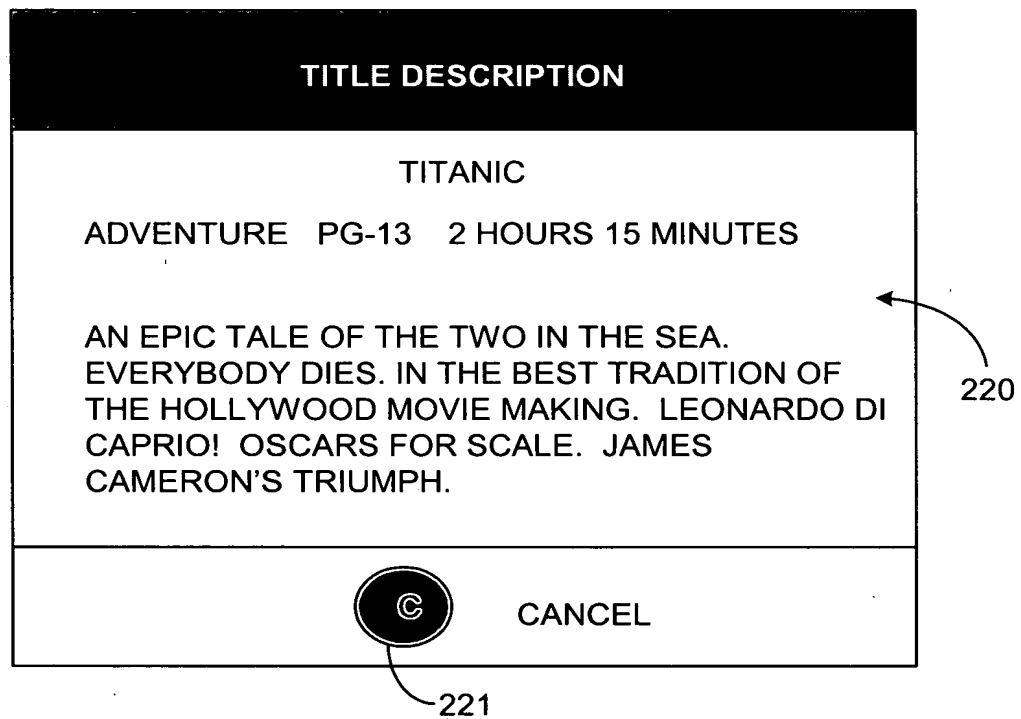 TITLE DESCRIPTION
TITANIC
ADVENTURE PG-13 2 HOURS 15 MINUTES
AN EPIC TALE OF THE TWO IN THE SEA.
EVERYBODY DIES. IN THE BEST TRADITION OF
THE HOLLYWOOD MOVIE MAKING. LEONARDO DI
CAPRIO! OSCARS FOR SCALE. JAMES
CAMERON'S TRIUMPH.
220
C CANCEL
221